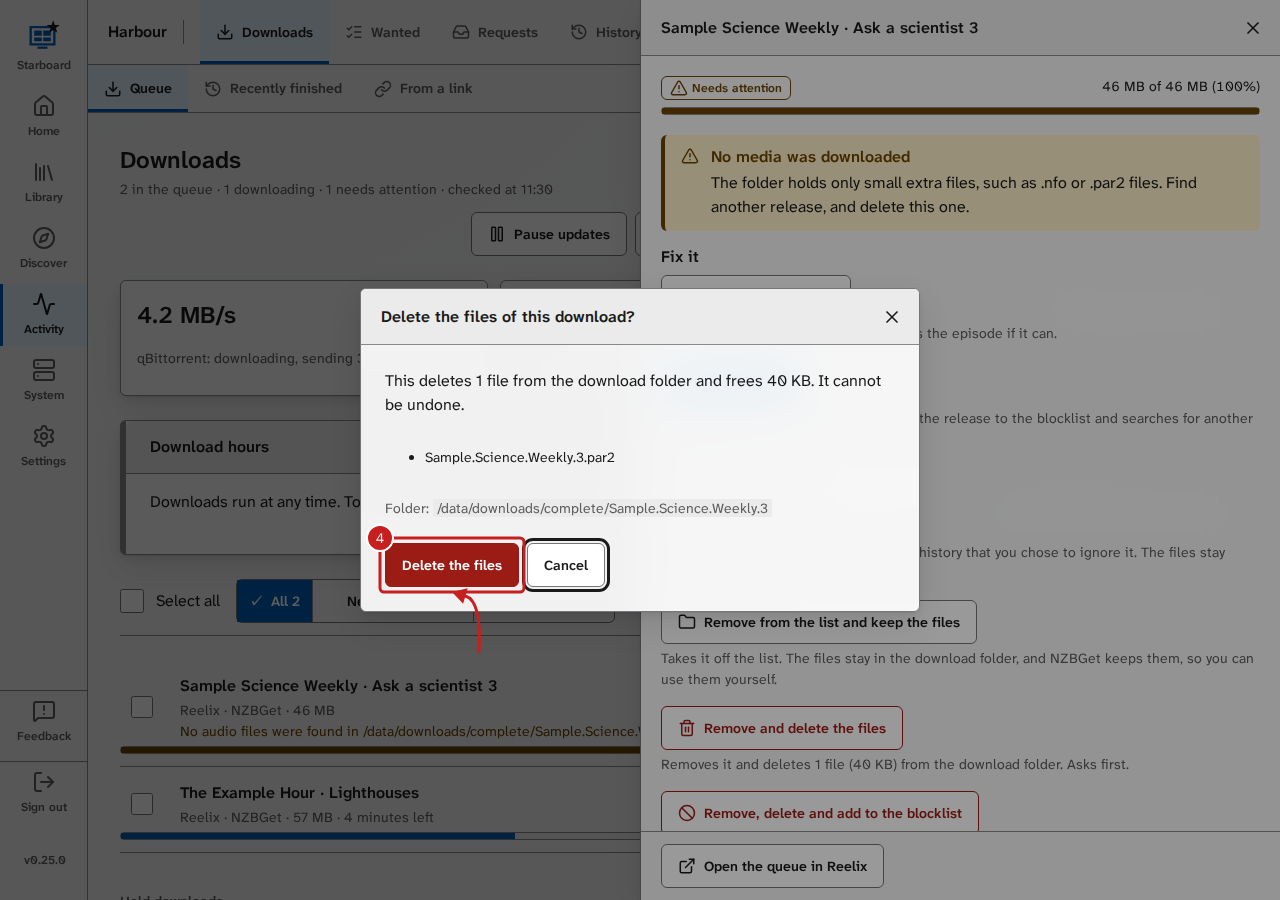 Starboard
Home
Library
Discover
Activity
System
Settings
Feedback
Sign out
v0.25.0
Harbour
Downloads
Wanted
Requests
History
Queue
Recently finished
From a link
Downloads
2 in the queue · 1 downloading · 1 needs attention · checked at 11:30
Pause updates
4.2 MB/s
qBittorrent: downloading, sending
Download hours
Downloads run at any time.
Select all
✓ All 2
Sample Science Weekly · Ask a scientist 3
Reelix · NZBGet · 46 MB
No audio files were found in /data/downloads/complete/Sample.Science.
The Example Hour · Lighthouses
Reelix · NZBGet · 57 MB · 4 minutes left
Sample Science Weekly · Ask a scientist 3
Needs attention
46 MB of 46 MB (100%)
No media was downloaded
The folder holds only small extra files, such as .nfo or .par2 files. Find
another release, and delete this one.
Fix it
the episode if it can.
the release to the blocklist and searches for another
history that you chose to ignore it. The files stay
Remove from the list and keep the files
Takes it off the list. The files stay in the download folder, and NZBGet keeps them, so you can
use them yourself.
Remove and delete the files
Removes it and deletes 1 file (40 KB) from the download folder. Asks first.
Remove, delete and add to the blocklist
Open the queue in Reelix
Delete the files of this download?
This deletes 1 file from the download folder and frees 40 KB. It cannot
be undone.
Sample.Science.Weekly.3.par2
Folder: /data/downloads/complete/Sample.Science.Weekly.3
4
Delete the files
Cancel